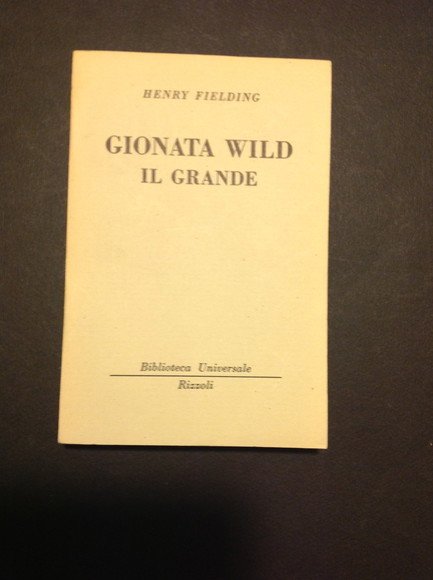 HENRY FIELDING
GIONATA WILD
IL GRANDE
Biblioteca Universale
Rizzoli